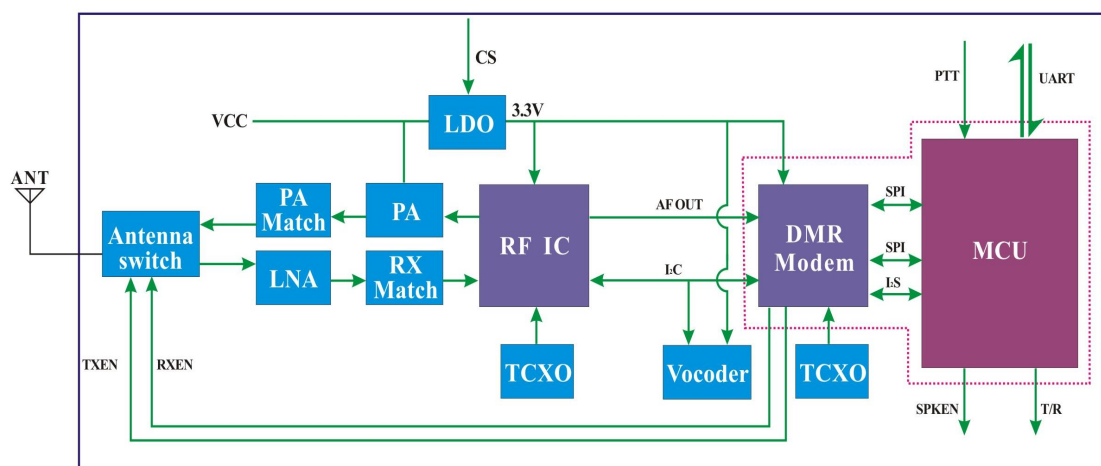 CS
PTT
UART
VCC
LDO
3.3V
ANT
PA
Match
PA
RF IC
AF OUT
DMR
Modem
SPI
MCU
Antenna
switch
SPI
LNA
RX
Match
I2C
I2S
TXEN
RXEN
TCXO
Vocoder
TCXO
SPKEN
T/R